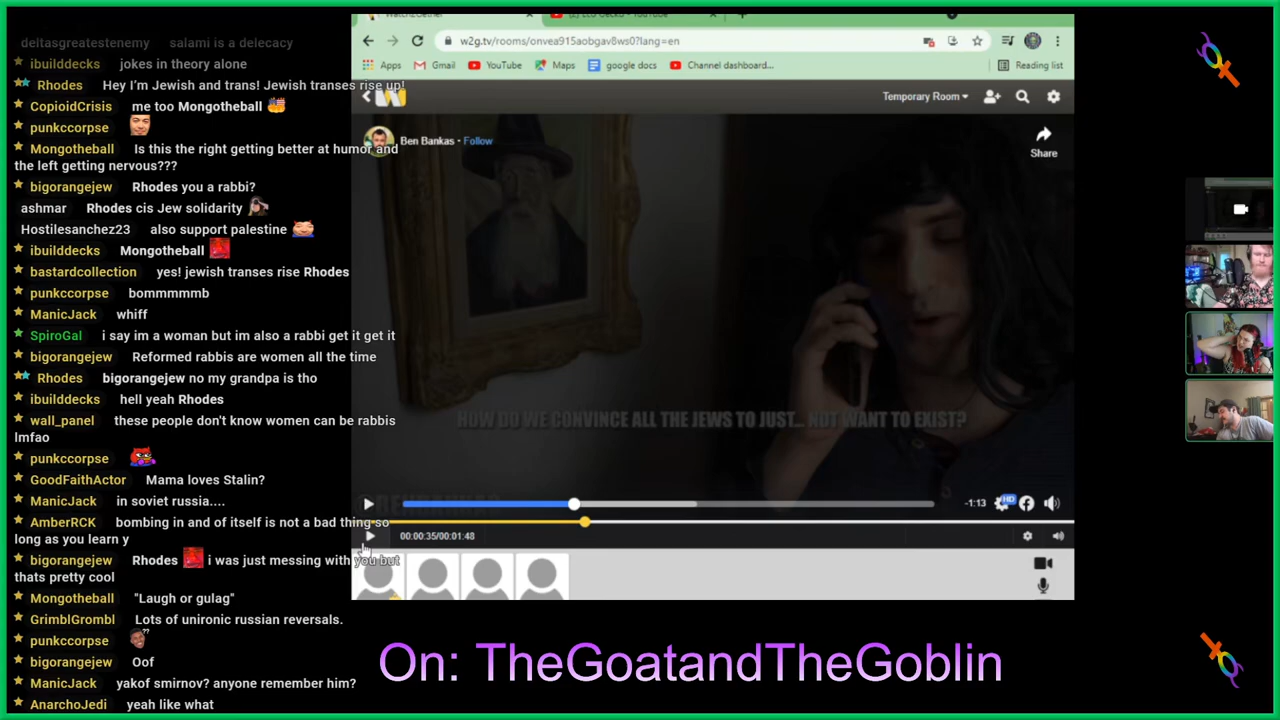 deltasgreatestenemy salami is a delecacy
ibuilddecks jokes in theory alone
Rhodes Hey I'm Jewish and trans! Jewish transes rise up!
CopioidCrisis me too Mongotheball
punkccorpse
Mongotheball Is this the right getting better at humor and
the left getting nervous???
bigorangejew Rhodes you a rabbi?
ashmar Rhodes cis Jew solidarity
Hostilesanchez23 also support palestine
ibuilddecks Mongotheball
bastardcollection yes! jewish transes rise Rhodes
punkccorpse bommmmmb
ManicJack whiff
SpiroGal i say im a woman but im also a rabbi get it get it
bigorangejew Reformed rabbis are women all the time
Rhodes bigorangejew no my grandpa is tho
ibuilddecks hell yeah Rhodes
wall_panel these people don't know women can be rabbis
lmfao
punkccorpse
GoodFaithActor Mama loves Stalin?
ManicJack in soviet russia....
AmberRCK bombing in and of itself is not a bad thing so
long as you learn y
bigorangejew Rhodes i was just messing with you but
thats pretty cool
Mongotheball "Laugh or gulag"
GrimblGrombl Lots of unironic russian reversals.
punkccorpse
bigorangejew Oof
ManicJack yakof smirnov? anyone remember him?
AnarchoJedi yeah like what
w2g.tv/rooms/onvea915aobgav8ws0?lang=en
Apps Gmail YouTube Maps google docs Channel dashboard... Reading list
Temporary Room
Ben Bankas • Follow
Share
HOW DO WE CONVINCE ALL THE JEWS TO JUST... NOT WANT TO EXIST?
-1:13 HD
00:00:35/00:01:48
On: TheGoatandTheGoblin